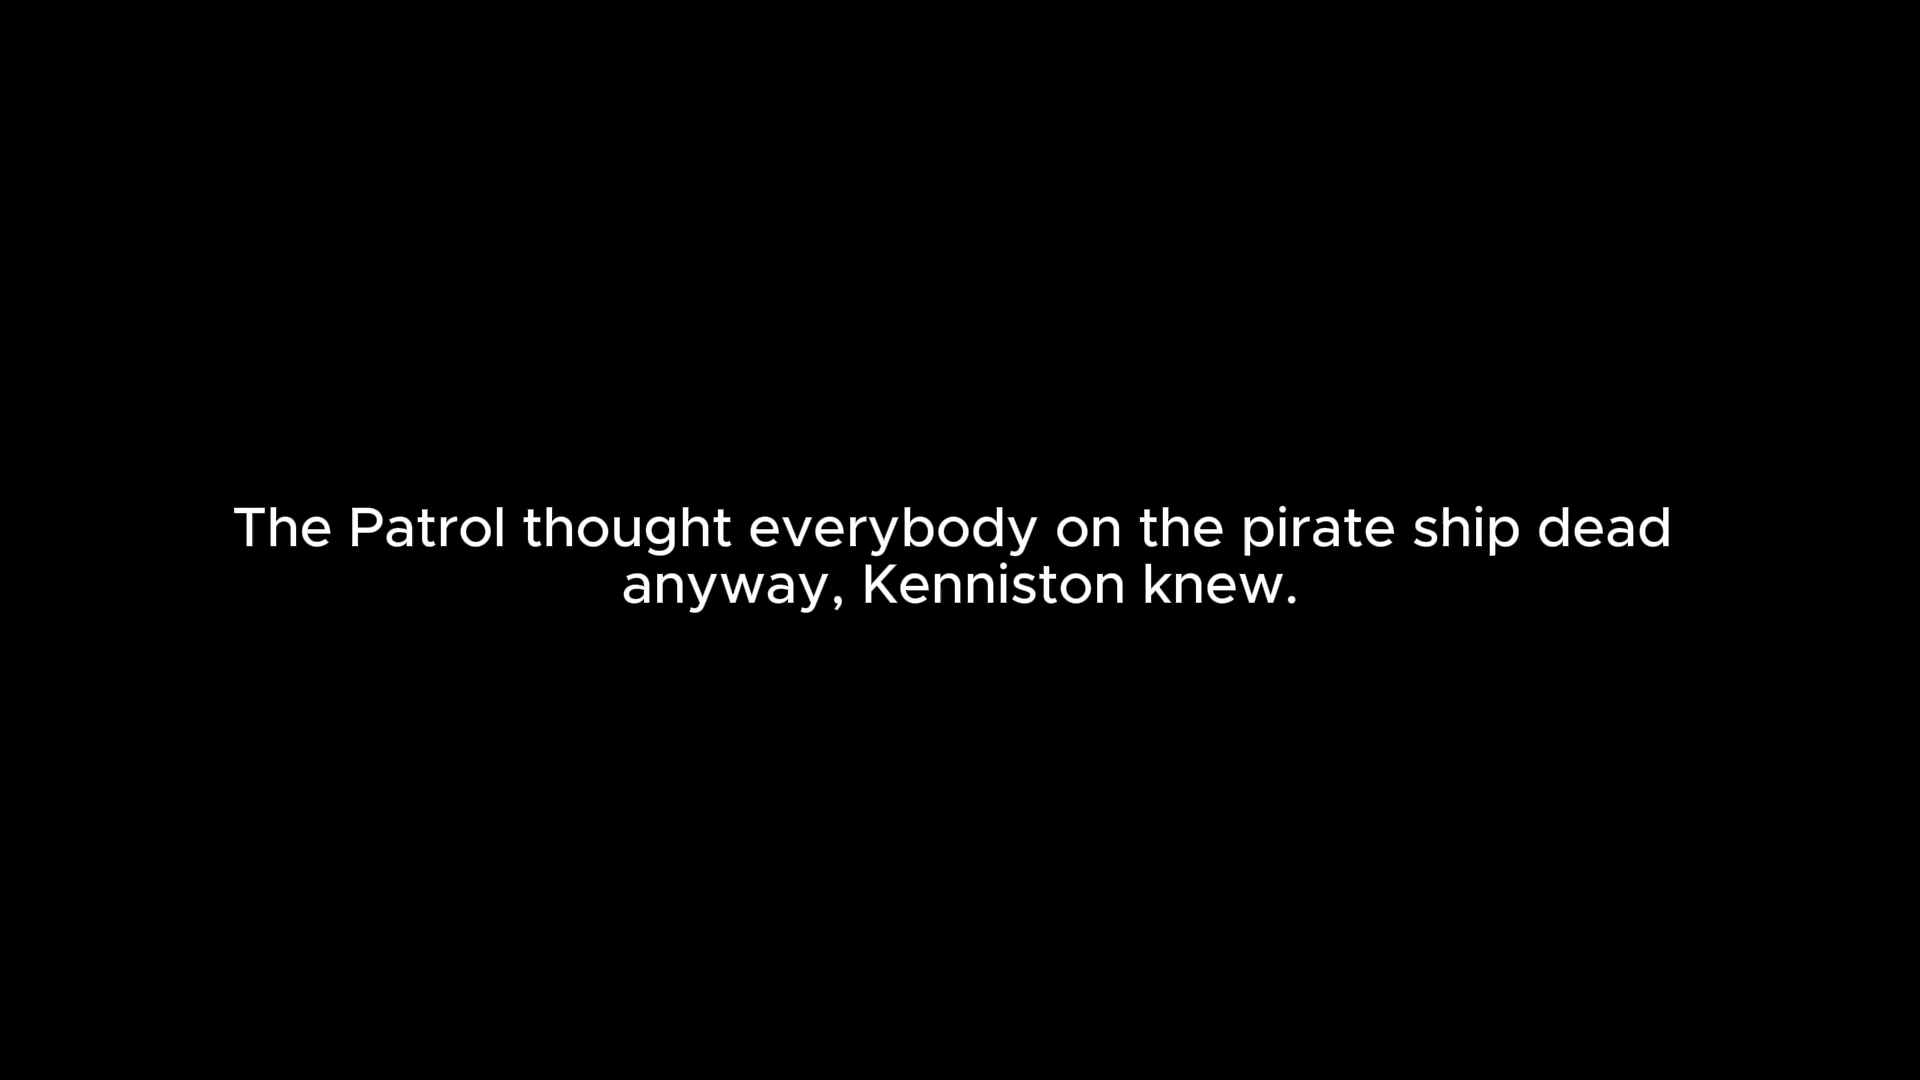 The Patrol thought everybody on the pirate ship dead
anyway, Kenniston knew.